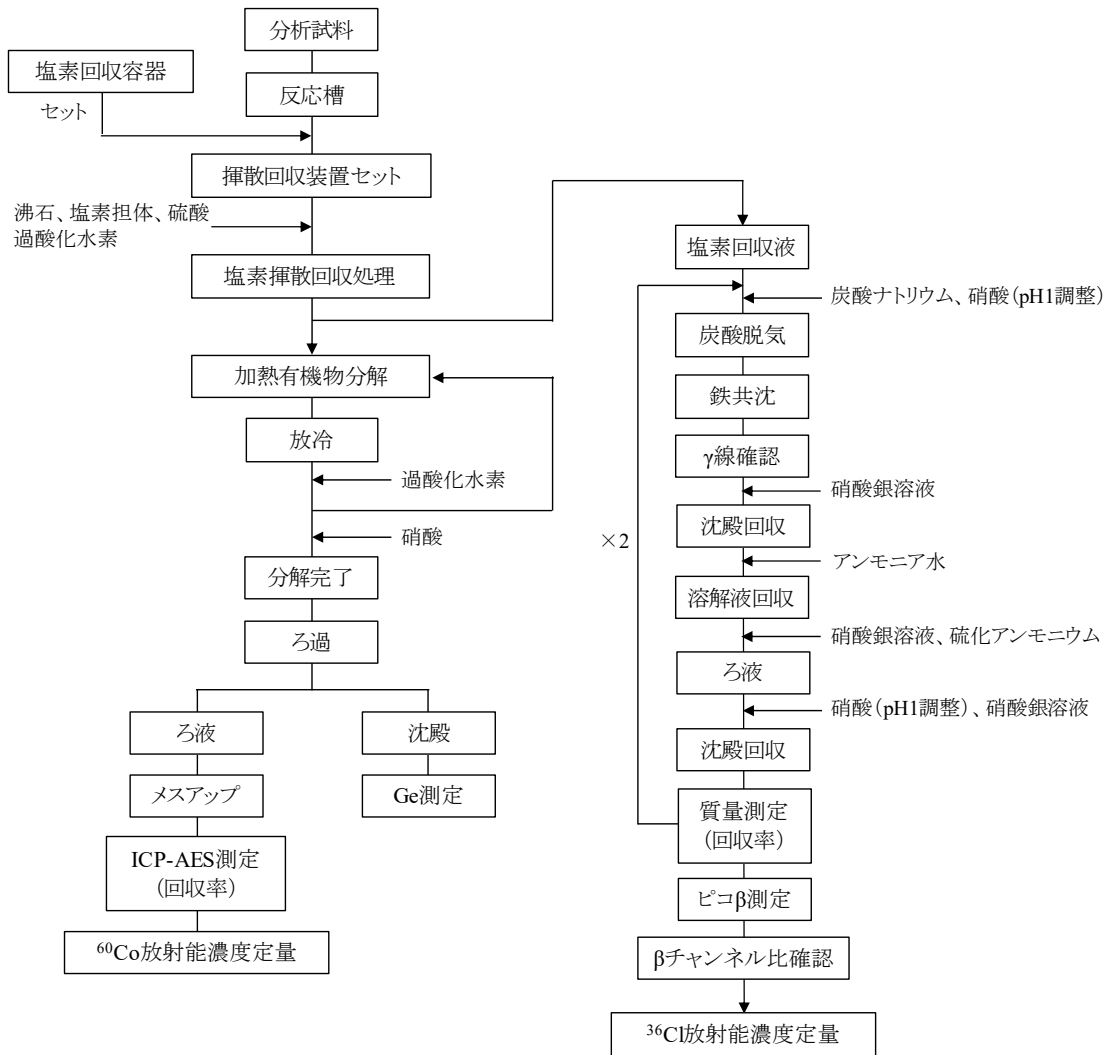 分析試料
塩素回収容器
セット
反応槽
揮散回収装置セット
沸石、塩素担体、硫酸
過酸化水素
塩素揮散回収処理
加熱有機物分解
放冷
過酸化水素
硝酸
分解完了
ろ過
ろ液
沈殿
メスアップ
Ge測定
ICP-AES測定
(回収率)
⁶⁰Co放射能濃度定量
塩素回収液
炭酸ナトリウム、硝酸(pH1調整)
炭酸脱気
鉄共沈
γ線確認
硝酸銀溶液
沈殿回収
×2
アンモニア水
溶解液回収
硝酸銀溶液、硫化アンモニウム
ろ液
硝酸(pH1調整)、硝酸銀溶液
沈殿回収
質量測定
(回収率)
ピコβ測定
βチャンネル比確認
³⁶Cl放射能濃度定量